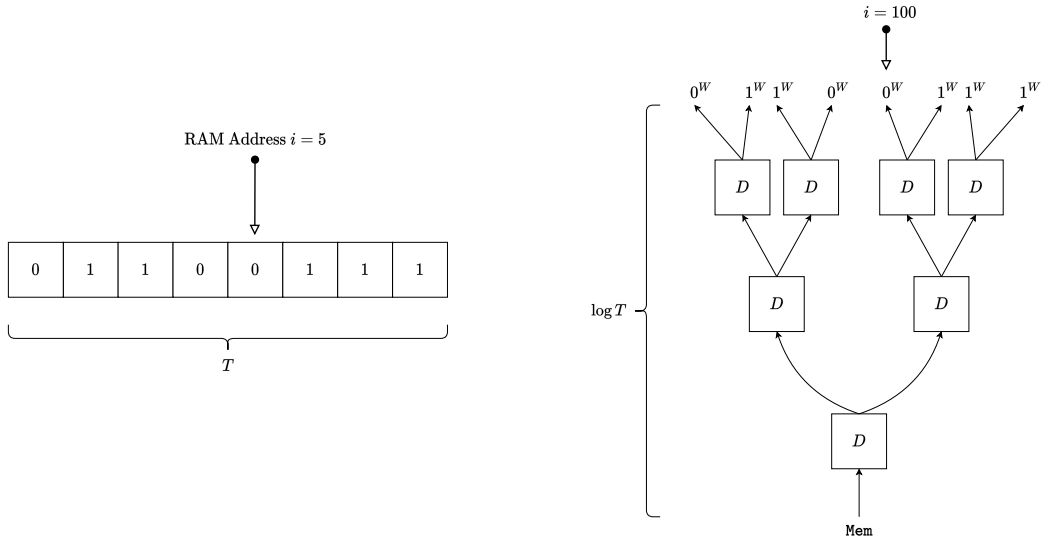 RAM Address i = 5
0 1 1 0 0 1 1 1
T
i = 100
0^W 1^W 1^W 0^W 0^W 1^W 1^W 1^W
D D D D
D D
log T
D
Mem